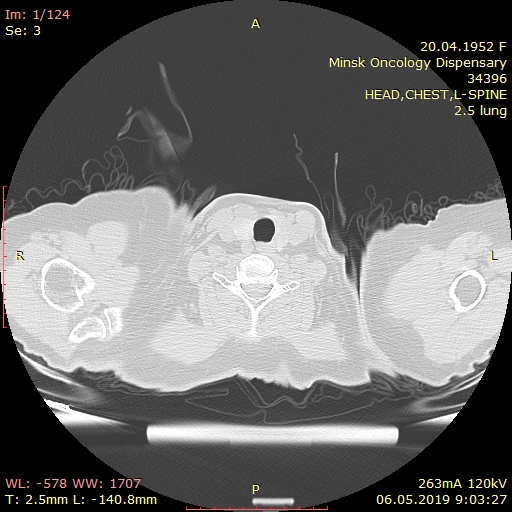 Im: 1/124
Se: 3
A
20.04.1952 F
Minsk Oncology Dispensary
34396
HEAD,CHEST,L-SPINE
2.5 lung
R
L
WL: -578 WW: 1707
T: 2.5mm L: -140.8mm
P
263mA 120kV
06.05.2019 9:03:27